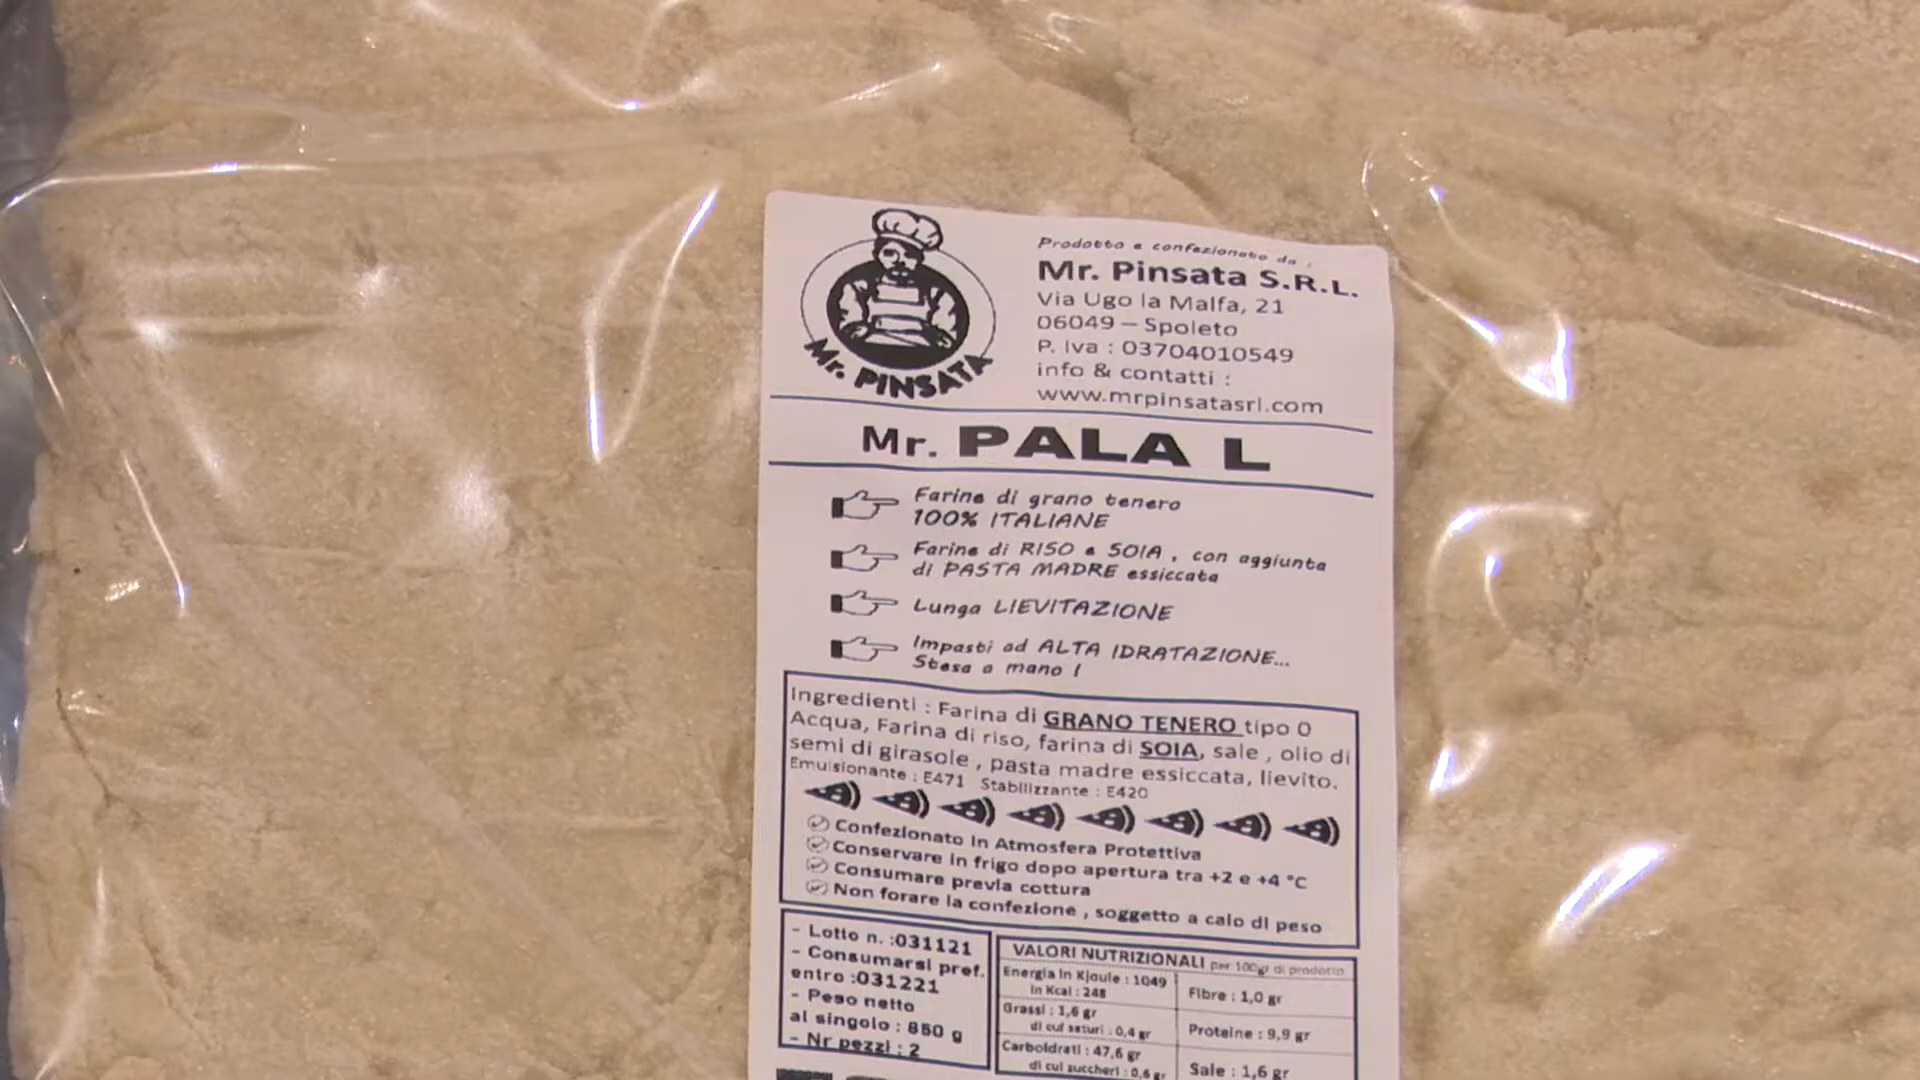 Mr. PINSATA
Prodotto e confezionato da :
Mr. Pinsata S.R.L.
Via Ugo la Malfa, 21
06049 – Spoleto
P. Iva : 03704010549
info & contatti :
www.mrpinsatasrl.com
Mr. PALA L
Farine di grano tenero
100% ITALIANE
Farine di RISO e SOIA , con aggiunta
di PASTA MADRE essiccata
Lunga LIEVITAZIONE
Impasti ad ALTA IDRATAZIONE...
Stesa a mano !
Ingredienti : Farina di GRANO TENERO tipo 0
Acqua, Farina di riso, farina di SOIA, sale , olio di
semi di girasole , pasta madre essiccata, lievito.
Emulsionante : E471 Stabilizzante : E420
Confezionato in Atmosfera Protettiva
Conservare in frigo dopo apertura tra +2 e +4 °C
Consumare previa cottura
Non forare la confezione , soggetto a calo di peso
- Lotto n. :031121
- Consumarsi pref.
entro :031221
- Peso netto
al singolo : 850 g
- Nr pezzi : 2
VALORI NUTRIZIONALI per 100gr di prodotto
Energia in Kjoule : 1049
in Kcal : 248
Grassi : 1,6 gr
di cui saturi : 0,4 gr
Carboidrati : 47,6 gr
di cui zuccheri : 0,6 gr
Fibre : 1,0 gr
Proteine : 9,9 gr
Sale : 1,6 gr